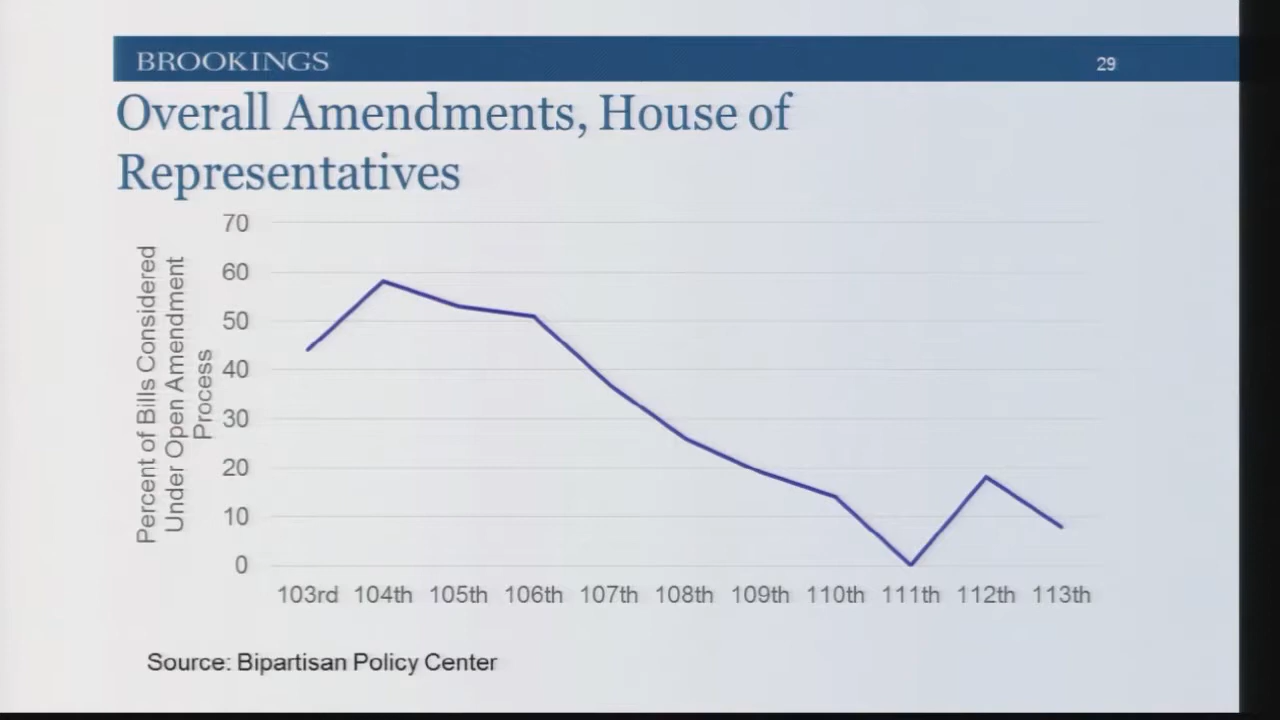 BROOKINGS
29
Overall Amendments, House of
Representatives
Percent of Bills Considered
Under Open Amendment
Process
70
60
50
40
30
20
10
0
103rd 104th 105th 106th 107th 108th 109th 110th 111th 112th 113th
Source: Bipartisan Policy Center